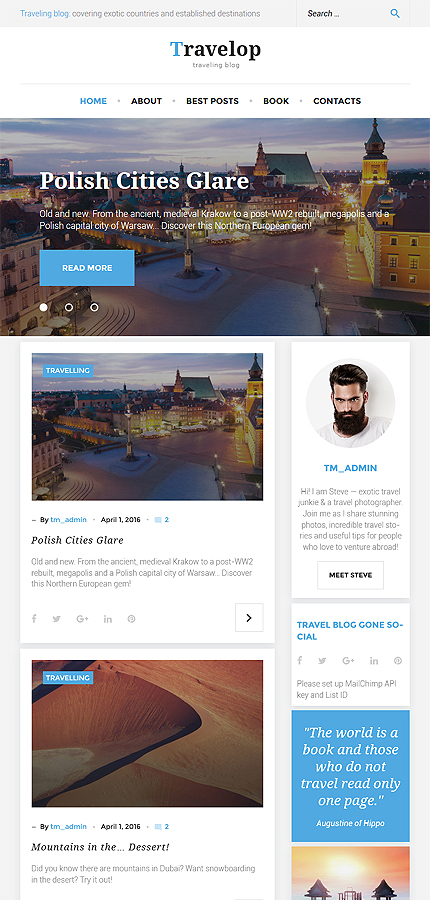 Traveling blog: covering exotic countries and established destinations
Search ...
Travelop
traveling blog
HOME
ABOUT
BEST POSTS
BOOK
CONTACTS
Polish Cities Glare
Old and new. From the ancient, medieval Krakow to a post-WW2 rebuilt, megapolis and a
Polish capital city of Warsaw... Discover this Northern European gem!
READ MORE
TRAVELLING
– By tm_admin • April 1, 2016 • 2
Polish Cities Glare
Old and new. From the ancient, medieval Krakow to a post-WW2
rebuilt, megapolis and a Polish capital city of Warsaw... Discover
this Northern European gem!
TRAVELLING
– By tm_admin • April 1, 2016 • 2
Mountains in the... Dessert!
Did you know there are mountains in Dubai? Want snowboarding
in the desert? Try it out!
TM_ADMIN
Hi! I am Steve — exotic travel
junkie & a travel photographer
Join me as I share stunning
photos, incredible travel sto-
ries and useful tips for people
who love to venture abroad!
MEET STEVE
TRAVEL BLOG GONE SO-
CIAL
Please set up MailChimp API
key and List ID
"The world is a
book and those
who do not
travel read only
one page."
Augustine of Hippo